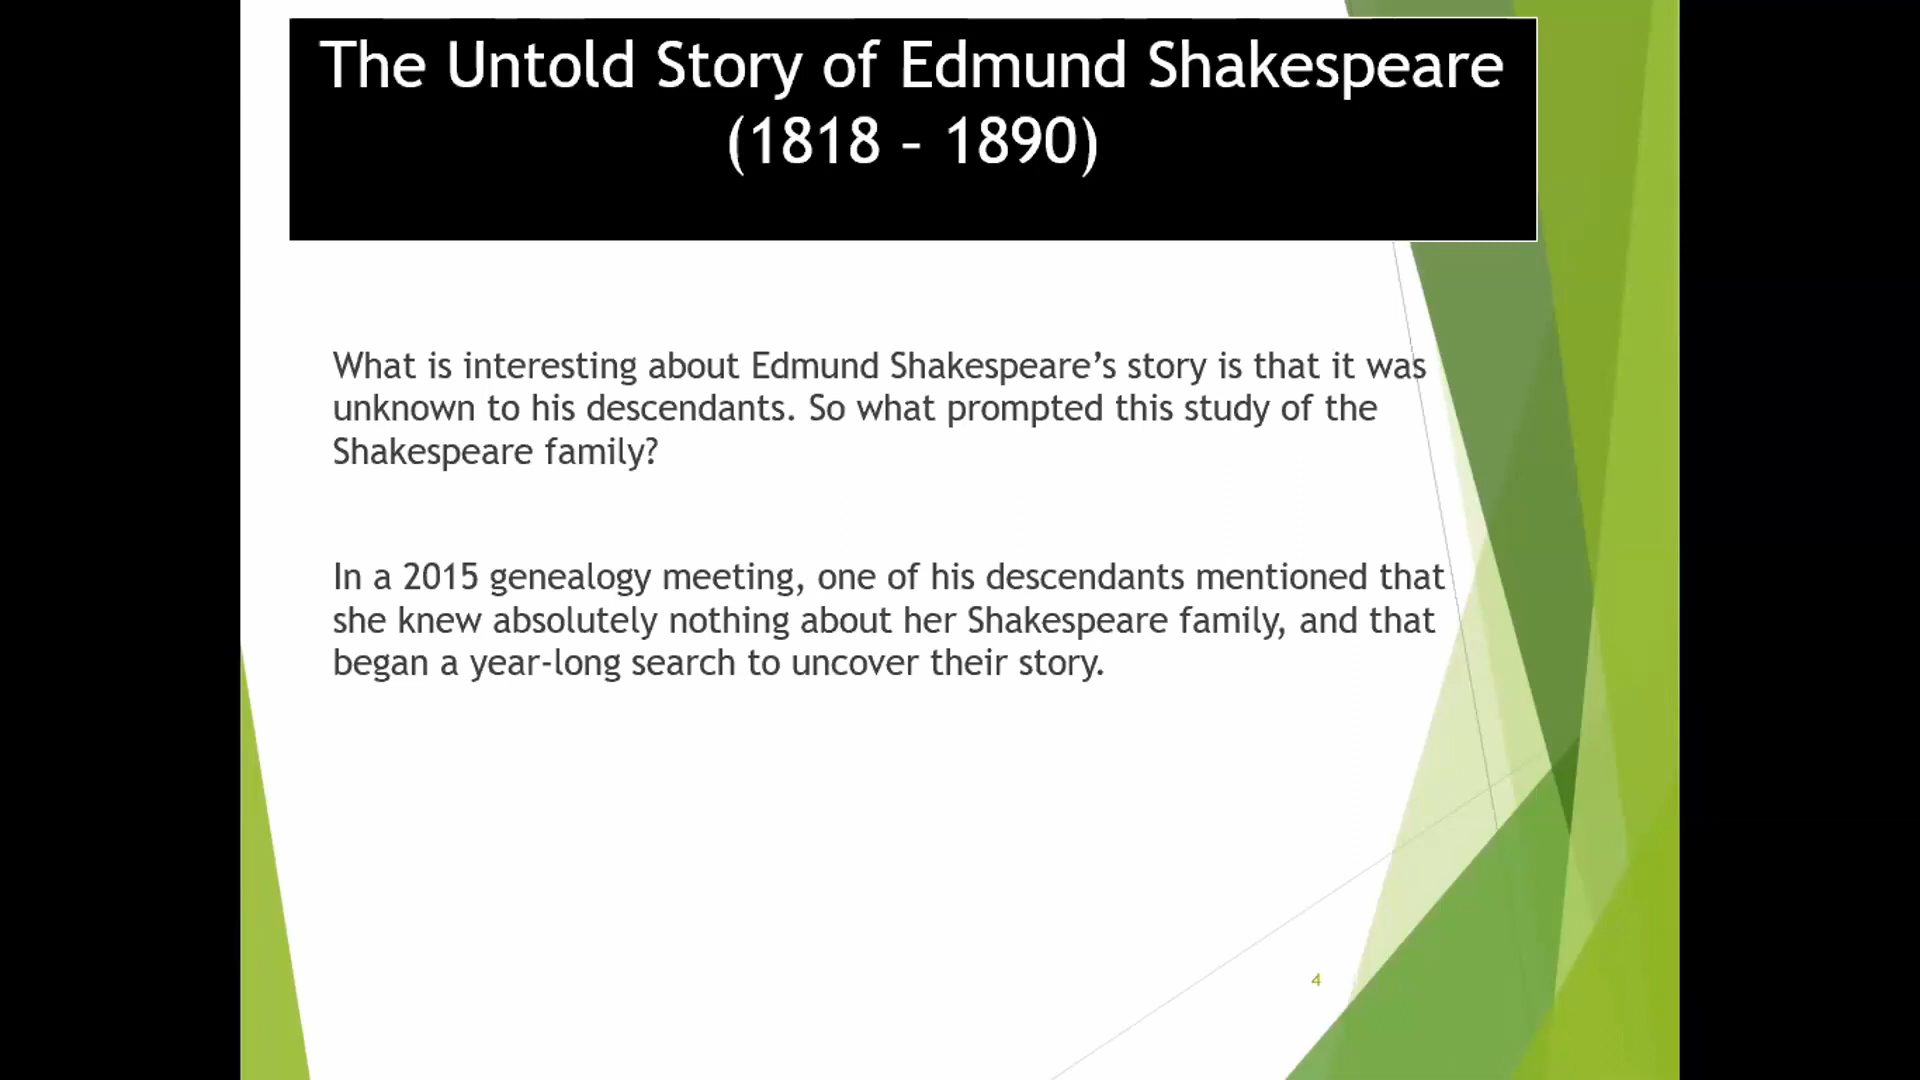 The Untold Story of Edmund Shakespeare
(1818 – 1890)
What is interesting about Edmund Shakespeare’s story is that it was
unknown to his descendants. So what prompted this study of the
Shakespeare family?
In a 2015 genealogy meeting, one of his descendants mentioned that
she knew absolutely nothing about her Shakespeare family, and that
began a year-long search to uncover their story.
4